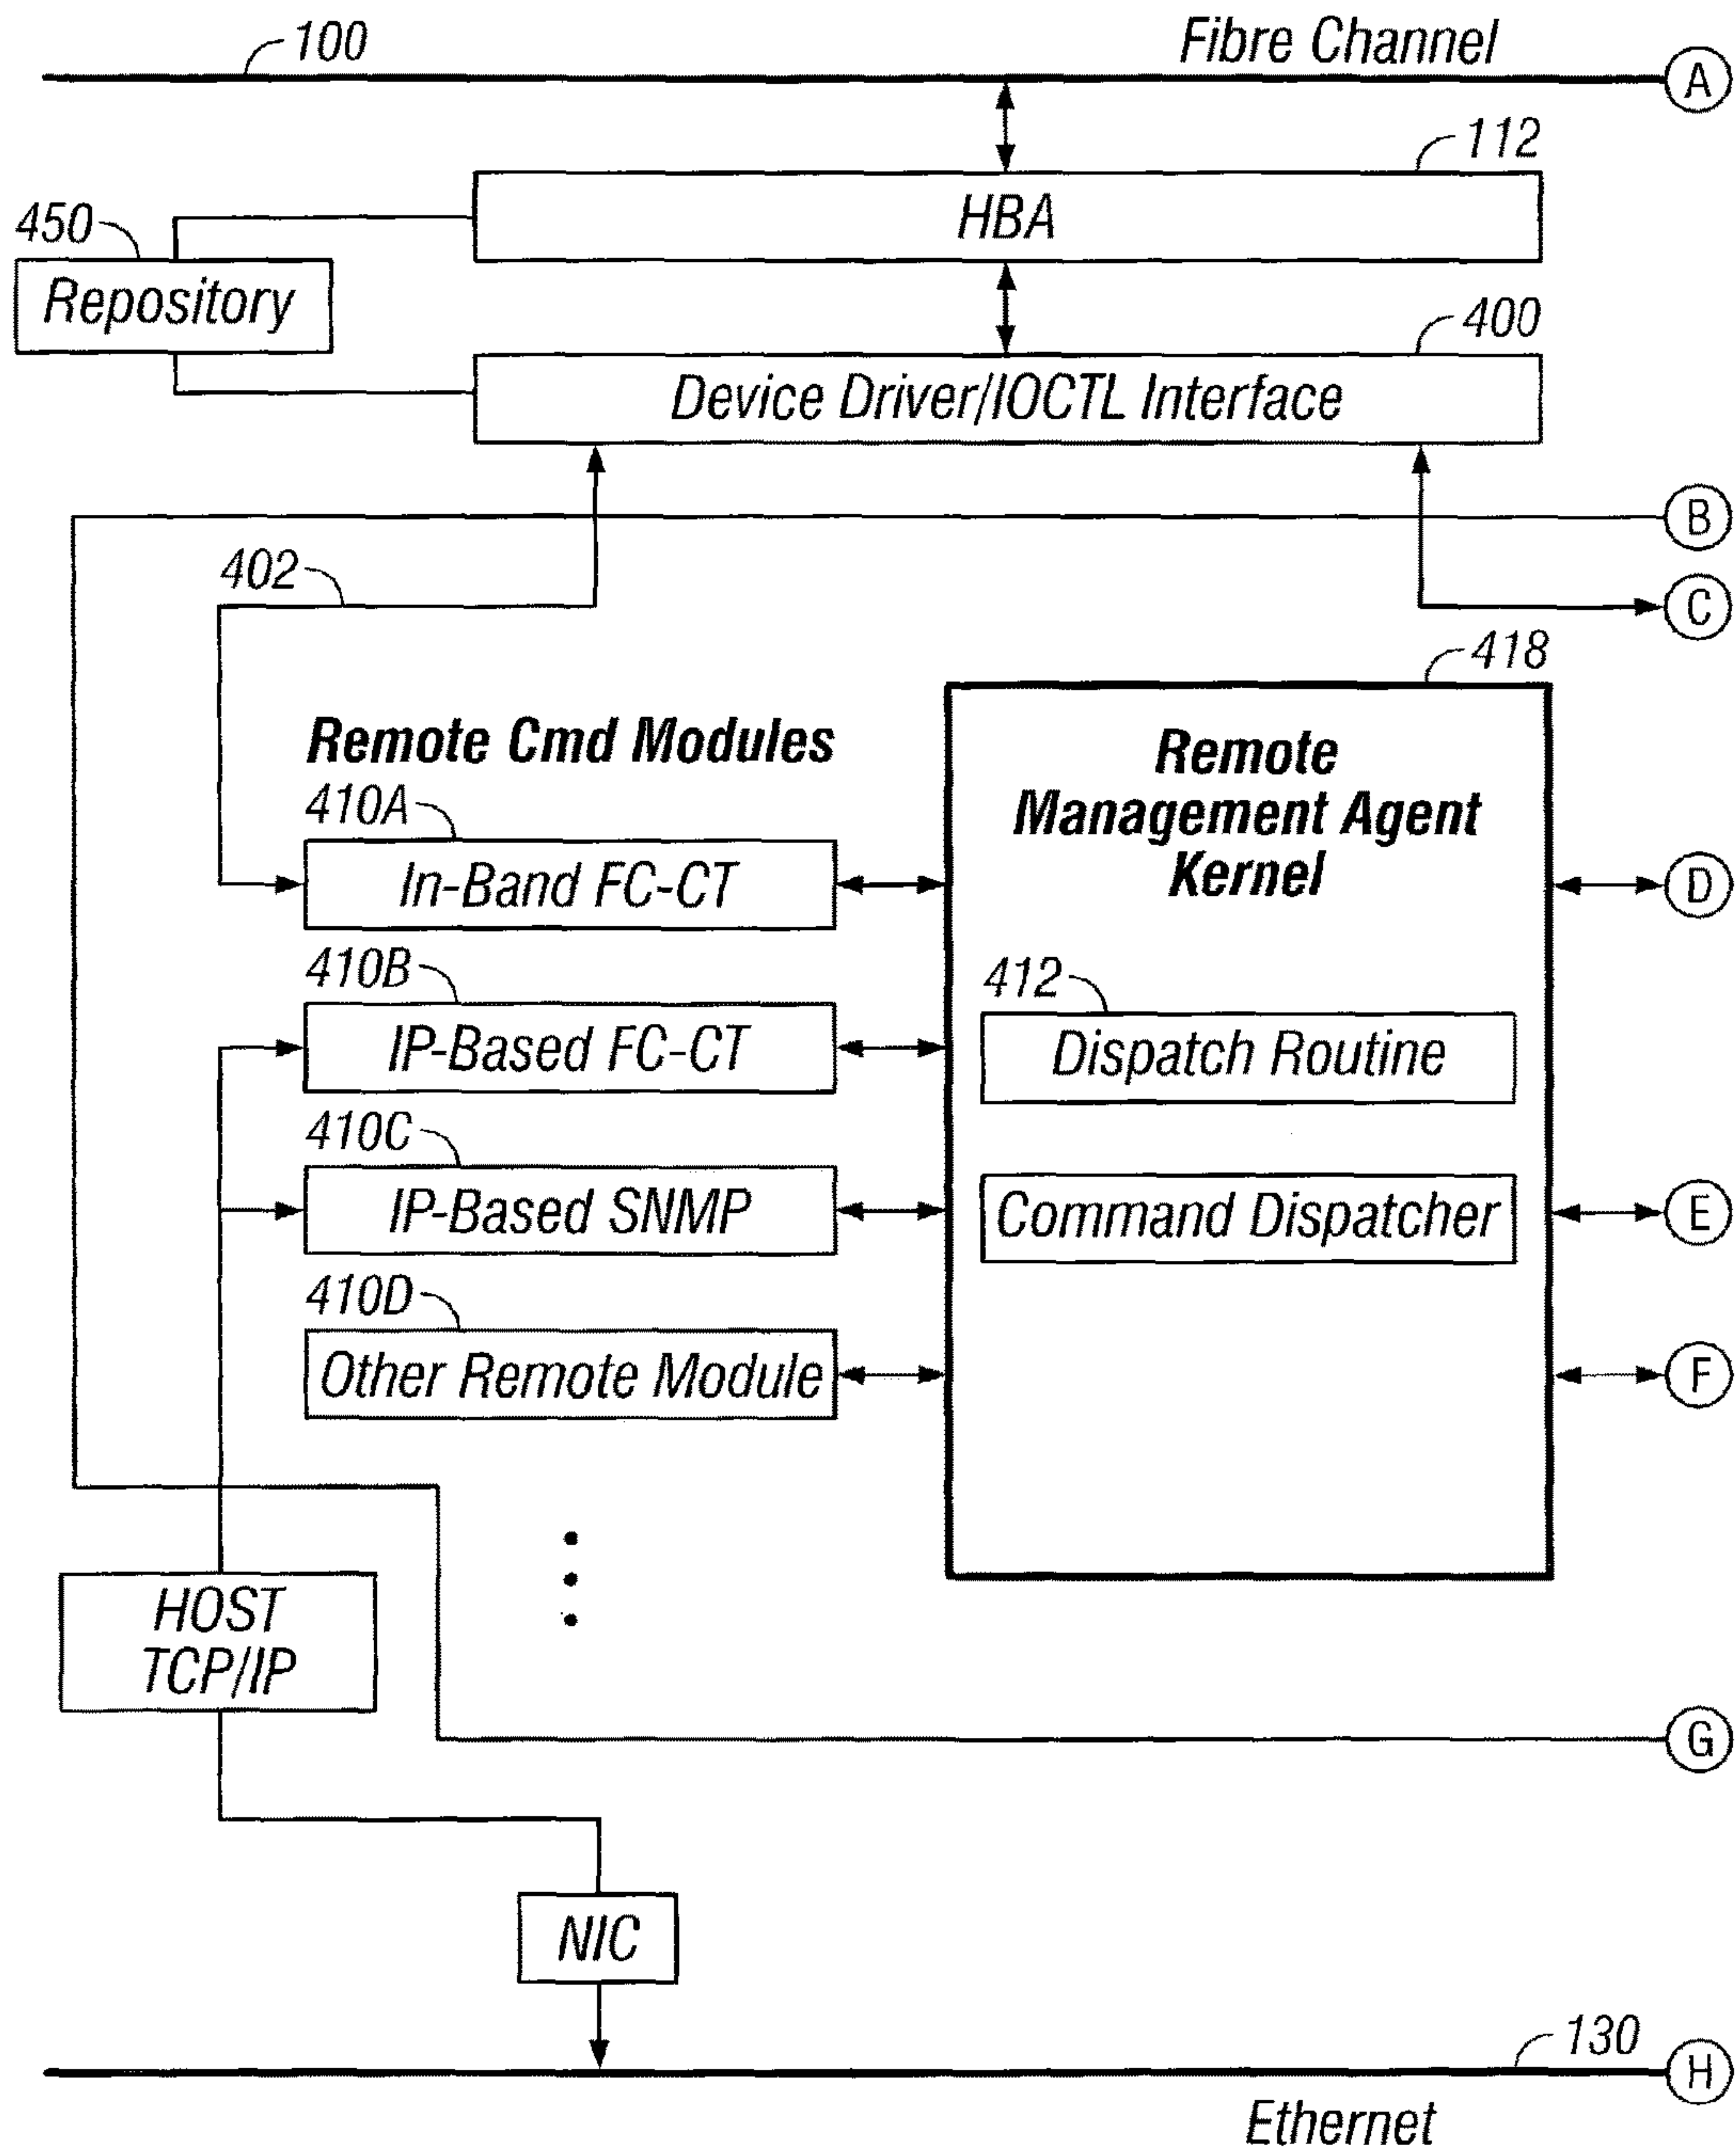 100
Fibre Channel
A
112
HBA
450
Repository
400
Device Driver/IOCTL Interface
B
402
C
418
Remote Cmd Modules
Remote
Management Agent
Kernel
410A
In-Band FC-CT
D
410B
IP-Based FC-CT
412
Dispatch Routine
410C
IP-Based SNMP
Command Dispatcher
E
410D
Other Remote Module
F
HOST
TCP/IP
G
NIC
130
H
Ethernet